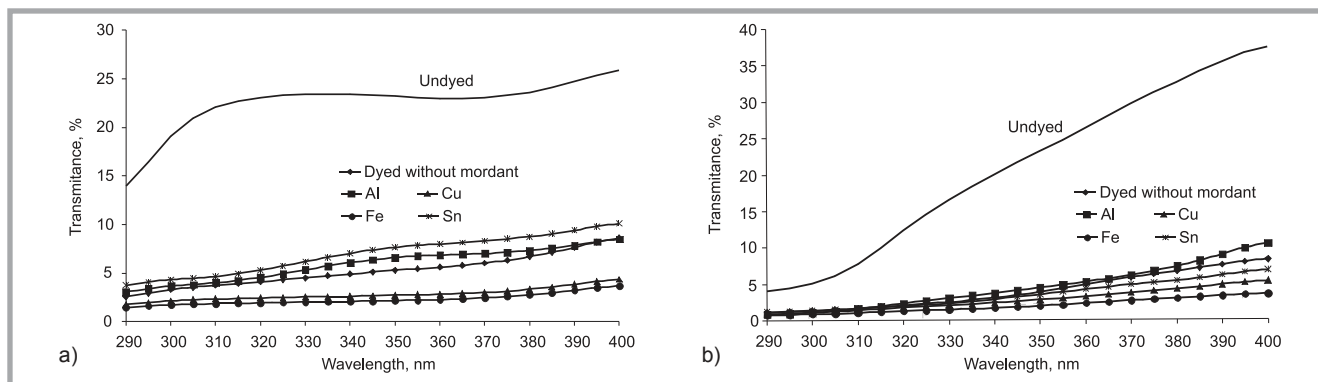 30
25
20
15
10
5
0
Transmitance, %
Undyed
Dyed without mordant
Al Cu
Fe Sn
290 300 310 320 330 340 350 360 370 380 390 400
Wavelength, nm
a)
40
35
30
25
20
15
10
5
0
Transmitance, %
Undyed
Dyed without mordant
Al Cu
Fe Sn
290 300 310 320 330 340 350 360 370 380 390 400
Wavelength, nm
b)